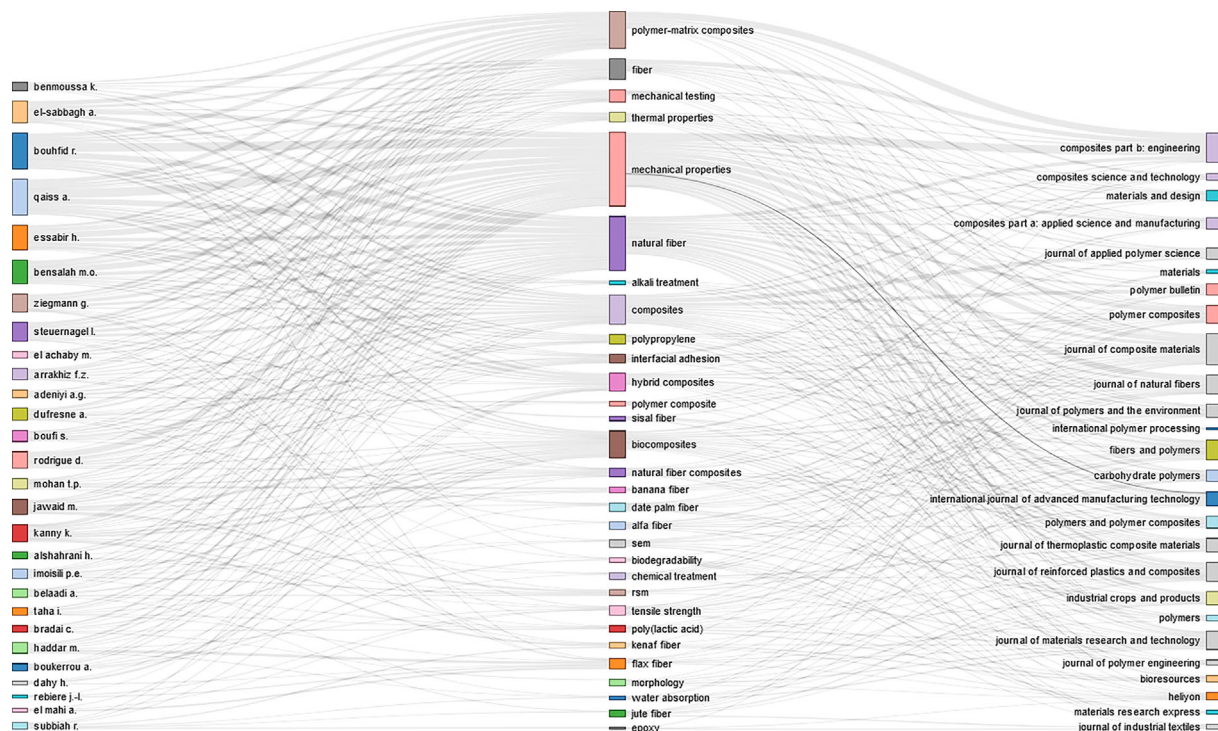 benmoussa k.
el-sabbagh a.
bouhfid r.
qaiss a.
essabir h.
bensalah m.o.
ziegmann g.
steuernagel l.
el achaby m.
arrakhiz f.z.
adeniyi a.g.
dufresne a.
boufi s.
rodrigue d.
mohan t.p.
jawaid m.
kanny k.
alshahrani h.
imoisili p.e.
belaadi a.
taha i.
bradai c.
haddar m.
boukerrou a.
dahy h.
rebiere j.-l.
el mahi a.
subbiah r.
polymer-matrix composites
fiber
mechanical testing
thermal properties
mechanical properties
natural fiber
alkali treatment
composites
polypropylene
interfacial adhesion
hybrid composites
polymer composite
sisal fiber
biocomposites
natural fiber composites
banana fiber
date palm fiber
alfa fiber
sem
biodegradability
chemical treatment
rsm
tensile strength
poly(lactic acid)
kenaf fiber
flax fiber
morphology
water absorption
jute fiber
epoxy
composites part b: engineering
composites science and technology
materials and design
composites part a: applied science and manufacturing
journal of applied polymer science
materials
polymer bulletin
polymer composites
journal of composite materials
journal of natural fibers
journal of polymers and the environment
international polymer processing
fibers and polymers
carbohydrate polymers
international journal of advanced manufacturing technology
polymers and polymer composites
journal of thermoplastic composite materials
journal of reinforced plastics and composites
industrial crops and products
polymers
journal of materials research and technology
journal of polymer engineering
bioresources
heliyon
materials research express
journal of industrial textiles